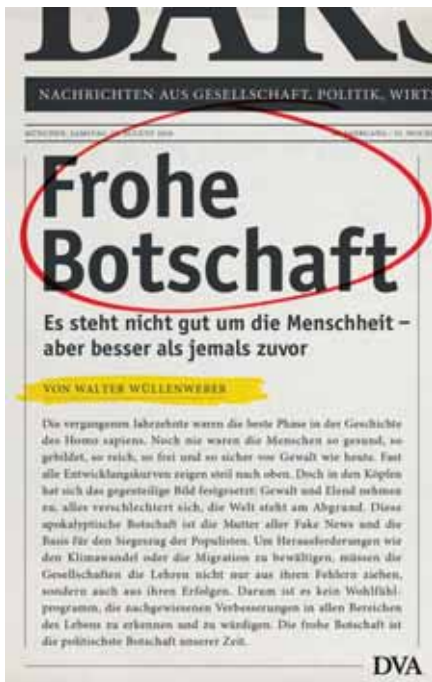 NACHRICHTEN AUS GESELLSCHAFT, POLITIK, WIRT
Frohe
Botschaft
Es steht nicht gut um die Menschheit –
aber besser als jemals zuvor
VON WALTER WÜLLENWEBER
Die vergangenen Jahrzehnte waren die beste Phase in der Geschichte
des Homo sapiens. Noch nie waren die Menschen so gesund, so
gebildet, so reich, so frei und so sicher vor Gewalt wie heute. Fast
alle Entwicklungskurven zeigen steil nach oben. Doch in den Köpfen
hat sich das gegenteilige Bild festgesetzt: Gewalt und Elend nehmen
zu, alles verschlechtert sich, die Welt steht am Abgrund. Diese
apokalyptische Botschaft ist die Mutter aller Fake News und die
Basis für den Siegeszug der Populisten. Um Herausforderungen wie
den Klimawandel oder die Migration zu bewältigen, müssen die
Gesellschaften die Lehren nicht nur aus ihren Fehlern ziehen,
sondern auch aus ihren Erfolgen. Darum ist es kein Wohlfühl-
programm, die nachgewiesenen Verbesserungen in allen Bereichen
des Lebens zu erkennen und zu würdigen. Die frohe Botschaft ist
die politischste Botschaft unserer Zeit.
DVA